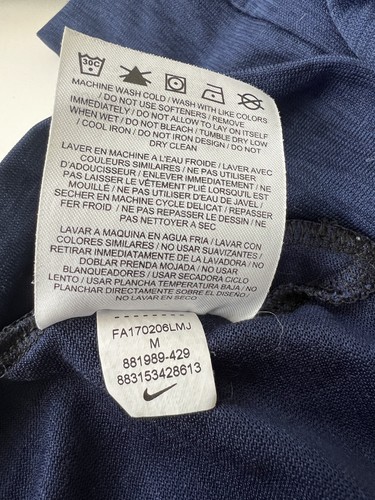 30C
MACHINE WASH COLD / WASH WITH LIKE COLORS
/ DO NOT USE SOFTENERS / REMOVE
IMMEDIATELY / DO NOT ALLOW TO LAY ON ITSELF
WHEN WET / DO NOT BLEACH / TUMBLE DRY LOW
/ COOL IRON / DO NOT IRON DESIGN / DO NOT
DRY CLEAN
LAVER EN MACHINE A L'EAU FROIDE / LAVER AVEC
COULEURS SIMILAIRES / NE PAS UTILISER
D'ADOUCISSEUR / ENLEVER IMMEDIATEMENT / NE
PAS LAISSER LE VÊTEMENT PLIÉ LORSQU'IL EST
MOUILLÉ / NE PAS UTILISER D'EAU DE JAVEL /
SECHER EN MACHINE CYCLE DELICAT / REPASSER
FER FROID / NE PAS REPASSER LE DESSIN / NE
PAS NETTOYER A SEC
LAVAR A MAQUINA EN AGUA FRIA / LAVAR CON
COLORES SIMILARES / NO USAR SUAVIZANTES /
RETIRAR INMEDIATAMENTE DE LA LAVADORA / NO
DOBLAR PRENDA MOJADA / NO USAR
BLANQUEADORES / USAR SECADORA CICLO
LENTO / USAR PLANCHA TEMPERATURA BAJA / NO
PLANCHAR DIRECTAMENTE SOBRE EL DISEÑO /
NO LAVAR EN SECO
FA170206LMJ
M
881989-429
883153428613